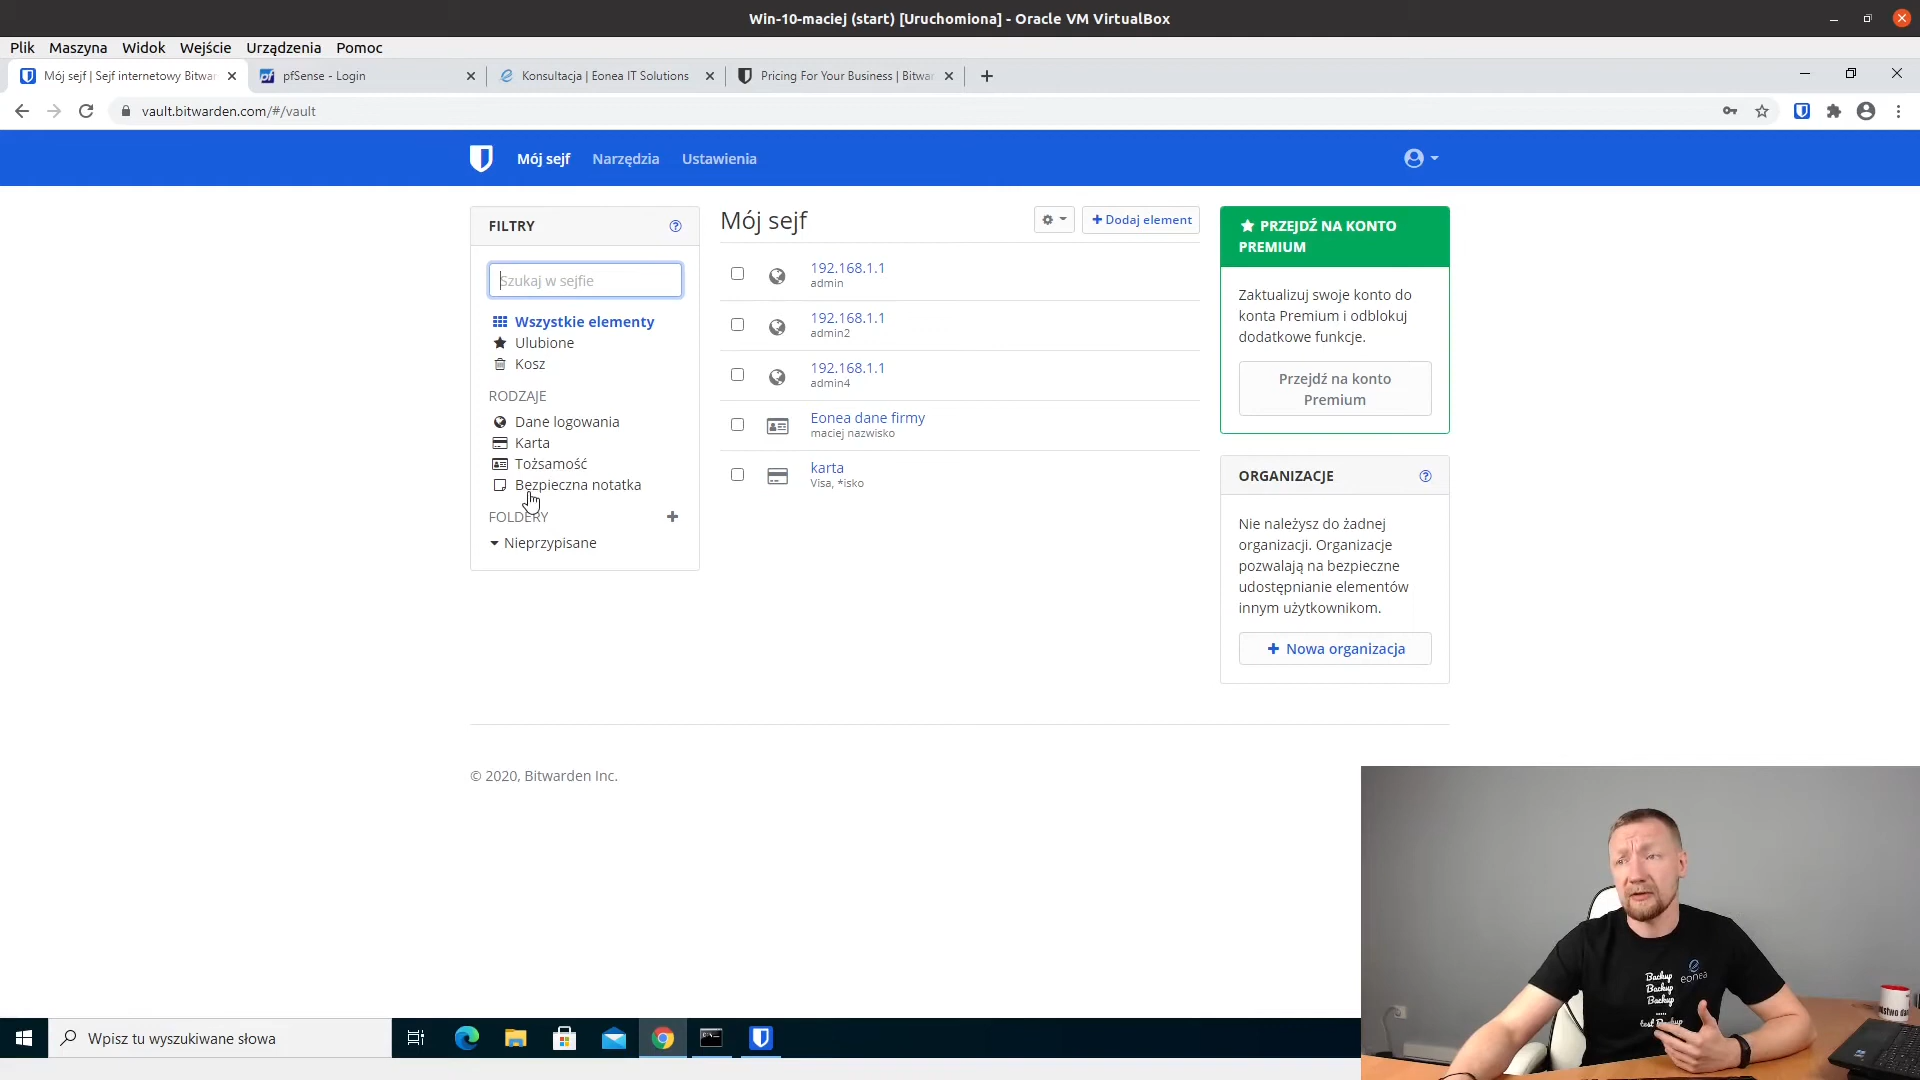 Win-10-maciej (start) [Uruchomiona] - Oracle VM VirtualBox
Plik Maszyna Widok Wejście Urządzenia Pomoc
Mój sejf | Sejf internetowy Bitwar
pfSense - Login
Konsultacja | Eonea IT Solutions
Pricing For Your Business | Bitwar
vault.bitwarden.com/#/vault
Mój sejf Narzędzia Ustawienia
FILTRY
Szukaj w sejfie
Wszystkie elementy
Ulubione
Kosz
RODZAJE
Dane logowania
Karta
Tożsamość
Bezpieczna notatka
FOLDERY
Nieprzypisane
Mój sejf
Dodaj element
192.168.1.1
admin
192.168.1.1
admin2
192.168.1.1
admin4
Eonea dane firmy
maciej nazwisko
karta
Visa, *isko
PRZEJDŹ NA KONTO
PREMIUM
Zaktualizuj swoje konto do
konta Premium i odblokuj
dodatkowe funkcje.
Przejdź na konto
Premium
ORGANIZACJE
Nie należysz do żadnej
organizacji. Organizacje
pozwalają na bezpieczne
udostępnianie elementów
innym użytkownikom.
Nowa organizacja
© 2020, Bitwarden Inc.
eonea
Backup
Backup
Backup
.....
test Backup
Wpisz tu wyszukiwane słowa